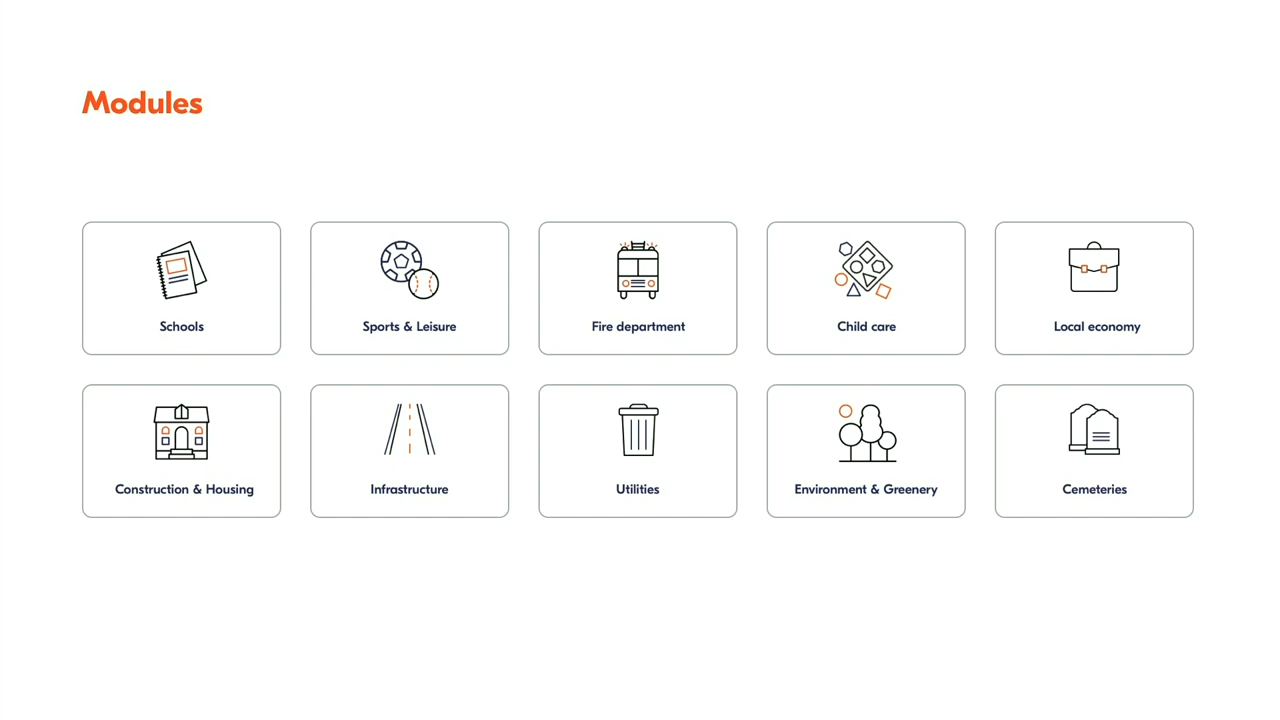 Modules
Schools
Sports & Leisure
Fire department
Child care
Local economy
Construction & Housing
Infrastructure
Utilities
Environment & Greenery
Cemeteries